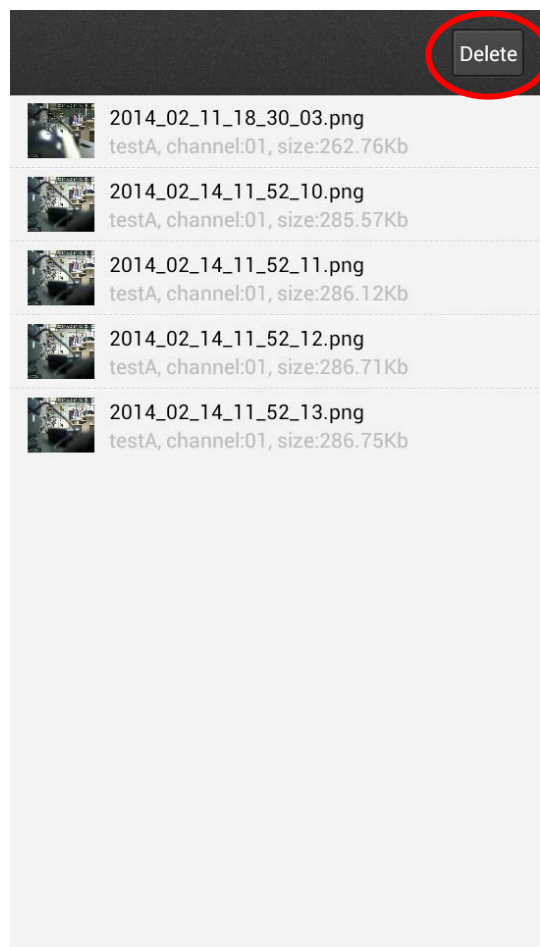 Delete
2014_02_11_18_30_03.png
testA, channel:01, size:262.76Kb
2014_02_14_11_52_10.png
testA, channel:01, size:285.57Kb
2014_02_14_11_52_11.png
testA, channel:01, size:286.12Kb
2014_02_14_11_52_12.png
testA, channel:01, size:286.71Kb
2014_02_14_11_52_13.png
testA, channel:01, size:286.75Kb